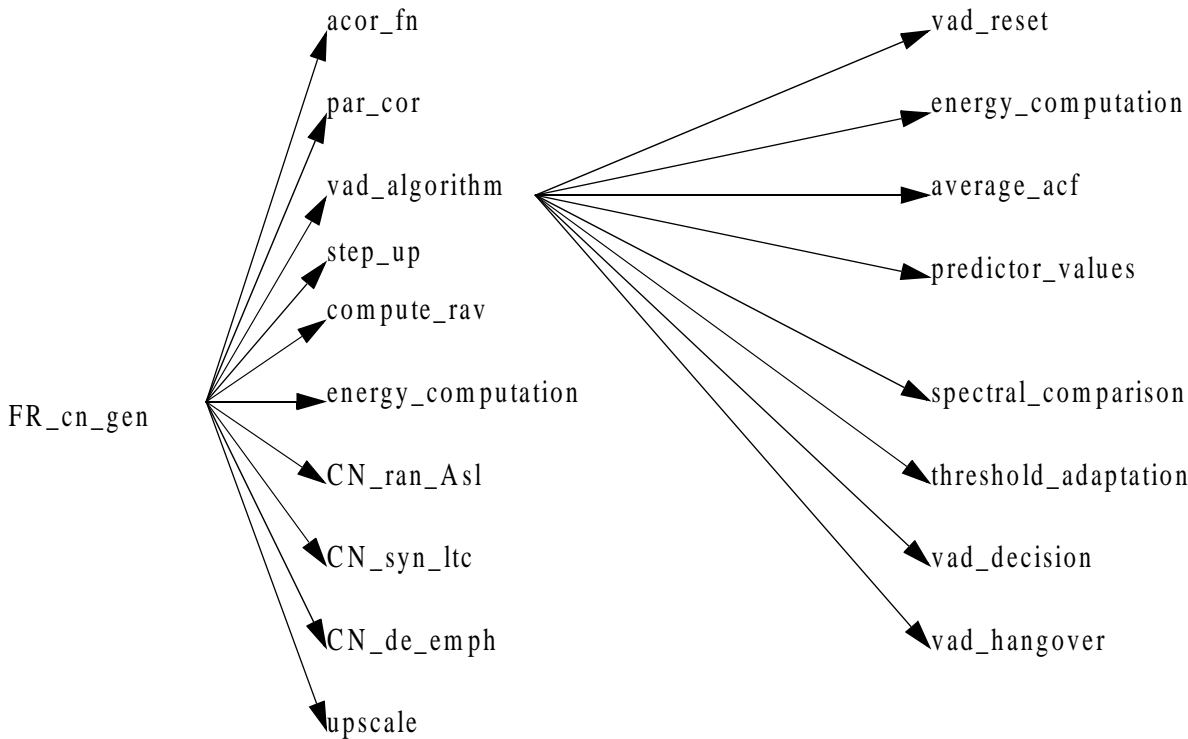 FR_cn_gen
acor_fn
par_cor
vad_algorithm
step_up
compute_rav
energy_computation
CN_ran_Asl
CN_syn_ltc
CN_de_emph
upscale
vad_reset
energy_computation
average_acf
predictor_values
spectral_comparison
threshold_adaptation
vad_decision
vad_hangover